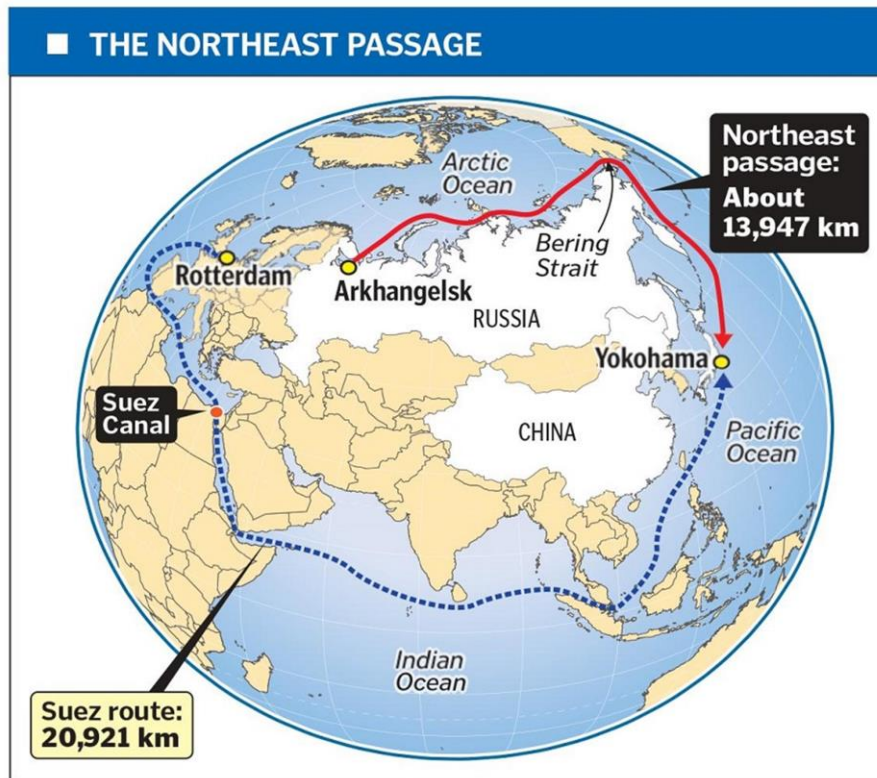 THE NORTHEAST PASSAGE
Arctic
Ocean
Northeast
passage:
About
13,947 km
Bering
Strait
Rotterdam
Arkhangelsk
RUSSIA
Yokohama
Suez
Canal
CHINA
Pacific
Ocean
Indian
Ocean
Suez route:
20,921 km